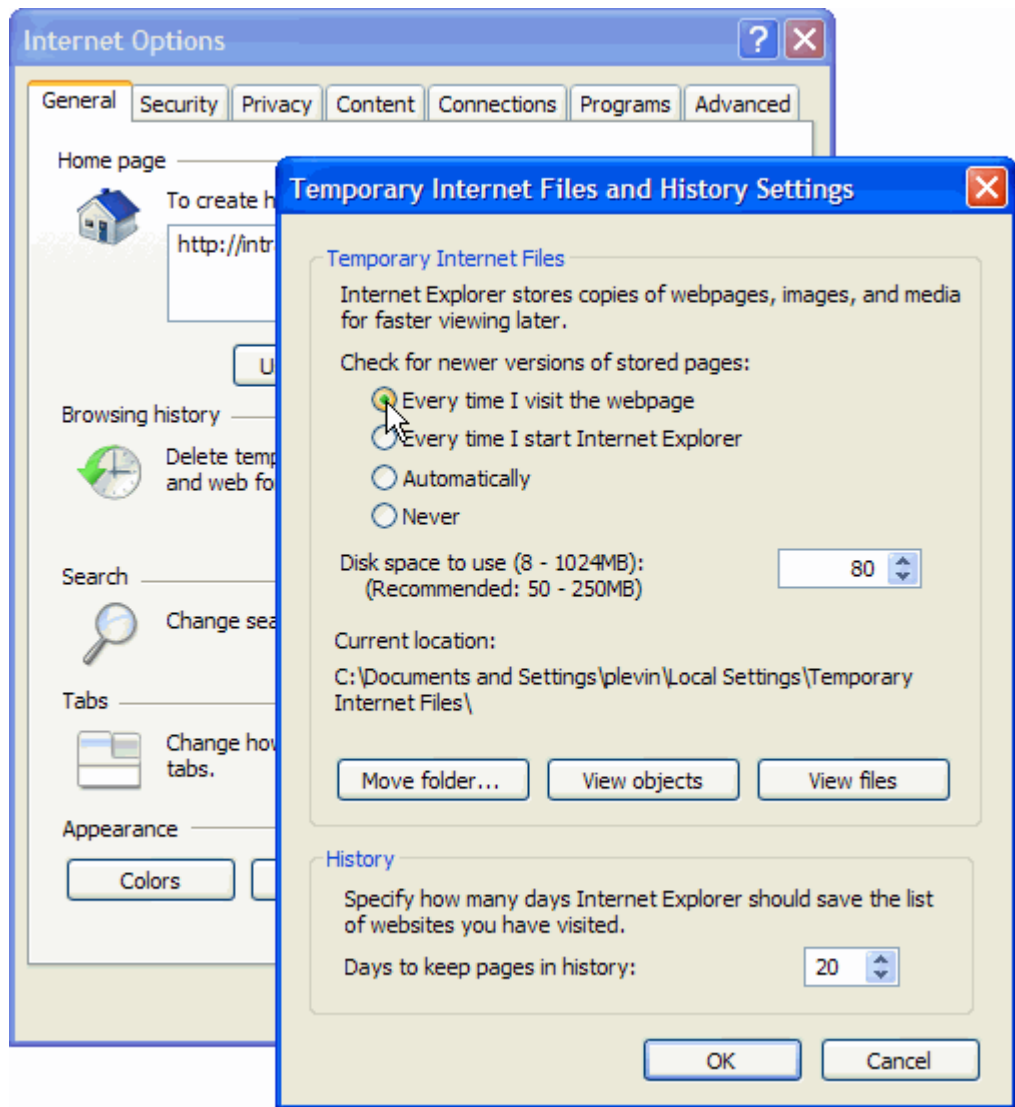 Internet Options
General Security Privacy Content Connections Programs Advanced
Home page
To create h
http://intr
U
Browsing history
Delete temp
and web fo
Search
Change sea
Tabs
Change how
tabs.
Appearance
Colors
Temporary Internet Files and History Settings
Temporary Internet Files
Internet Explorer stores copies of webpages, images, and media
for faster viewing later.
Check for newer versions of stored pages:
Every time I visit the webpage
Every time I start Internet Explorer
Automatically
Never
Disk space to use (8 - 1024MB): 80
(Recommended: 50 - 250MB)
Current location:
C:\Documents and Settings\plevin\Local Settings\Temporary
Internet Files\
Move folder... View objects View files
History
Specify how many days Internet Explorer should save the list
of websites you have visited.
Days to keep pages in history: 20
OK Cancel